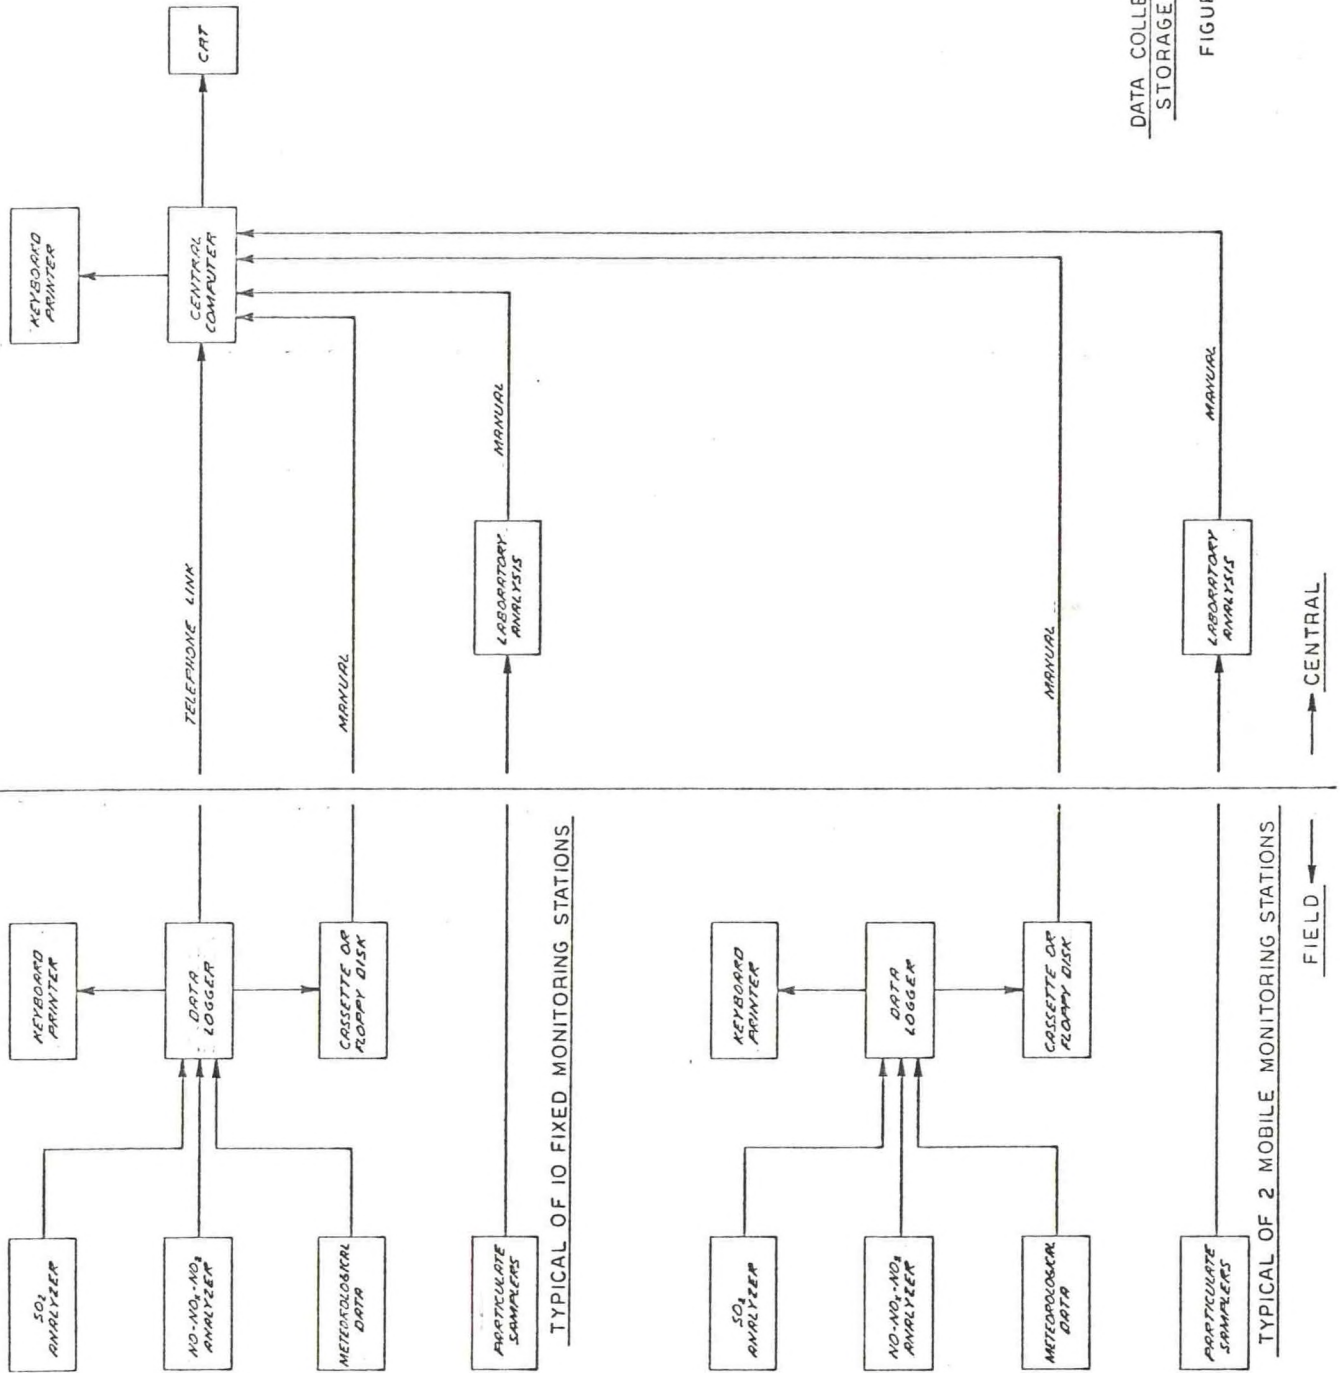 KEYBOARD
PRINTER
CENTRAL
COMPUTER
CRT
TELEPHONE LINK
MANUAL
MANUAL
LABORATORY
ANALYSIS
MANUAL
MANUAL
LABORATORY
ANALYSIS
KEYBOARD
PRINTER
DATA
LOGGER
CASSETTE OR
FLOPPY DISK
SO2
ANALYZER
NO-NOX-NO2
ANALYZER
METEOROLOGICAL
DATA
PARTICULATE
SAMPLERS
TYPICAL OF 10 FIXED MONITORING STATIONS
KEYBOARD
PRINTER
DATA
LOGGER
CASSETTE OR
FLOPPY DISK
SO2
ANALYZER
NO-NOX-NO2
ANALYZER
METEOROLOGICAL
DATA
PARTICULATE
SAMPLERS
TYPICAL OF 2 MOBILE MONITORING STATIONS
FIELD
CENTRAL
DATA COLLE
STORAGE
FIGU